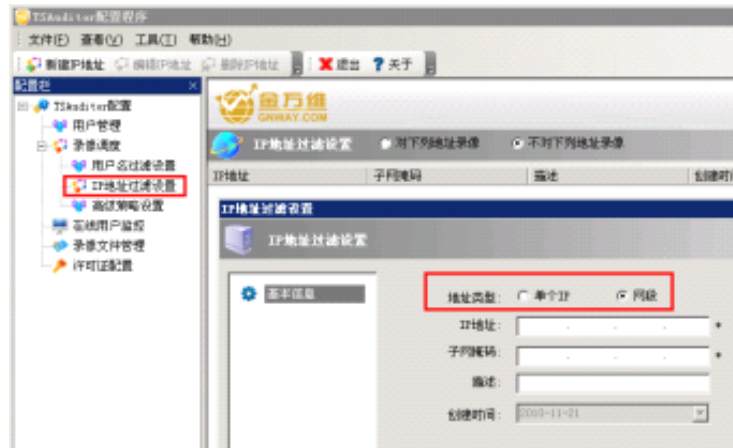 TSAuditor配置程序
文件(F) 查看(V) 工具(T) 帮助(H)
新建IP地址 编辑IP地址 删除IP地址 退出 关于
配置栏
TSAuditor配置
用户管理
录像调度
用户名过滤设置
IP地址过滤设置
高级策略设置
在线用户监控
录像文件管理
许可证配置
金万维
GNWAY.COM
IP地址过滤设置 对下列地址录像 不对下列地址录像
IP地址 子网掩码 描述 创建时
IP地址过滤设置
IP地址过滤设置
基本信息
地址类型: 单个IP 网段
IP地址: *
子网掩码: *
描述:
创建时间: 2010-11-21